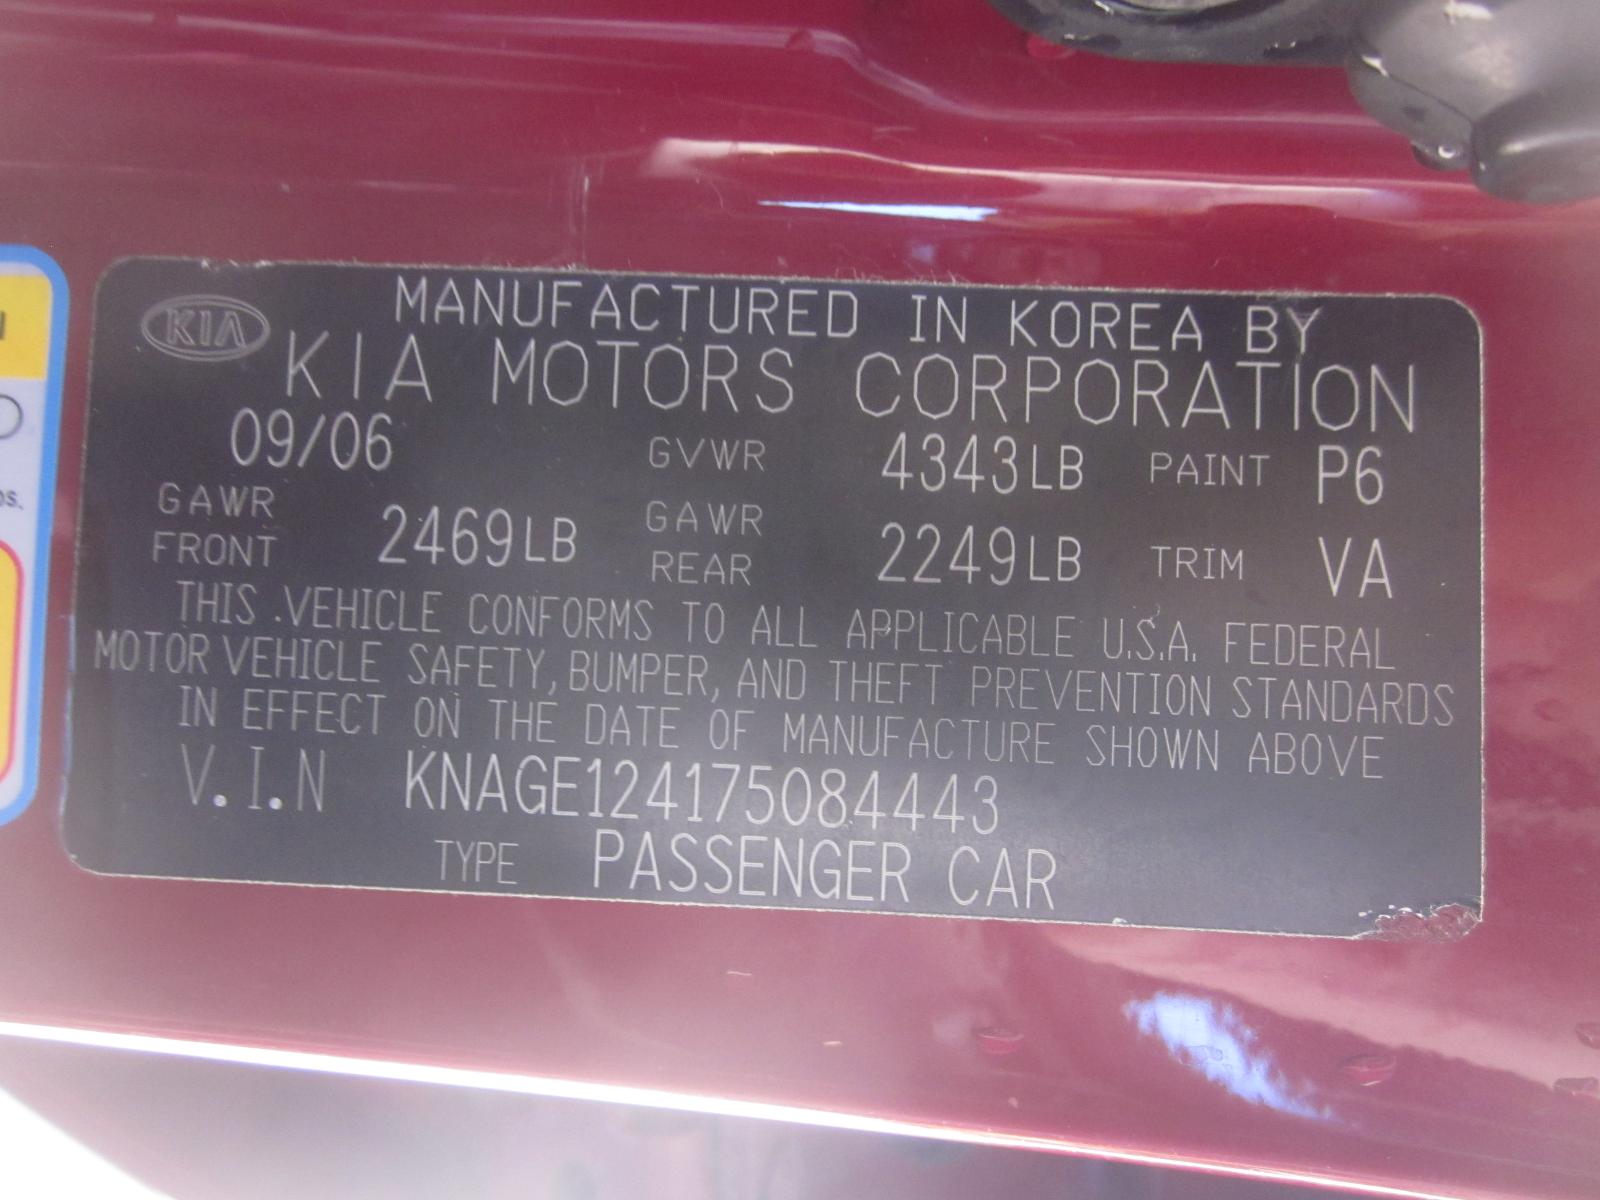 KIA
MANUFACTURED IN KOREA BY
KIA MOTORS CORPORATION
09/06 GVWR 4343LB PAINT P6
GAWR FRONT 2469LB GAWR REAR 2249LB TRIM VA
THIS VEHICLE CONFORMS TO ALL APPLICABLE U.S.A. FEDERAL
MOTOR VEHICLE SAFETY, BUMPER, AND THEFT PREVENTION STANDARDS
IN EFFECT ON THE DATE OF MANUFACTURE SHOWN ABOVE
V.I.N KNAGE124175084443
TYPE PASSENGER CAR